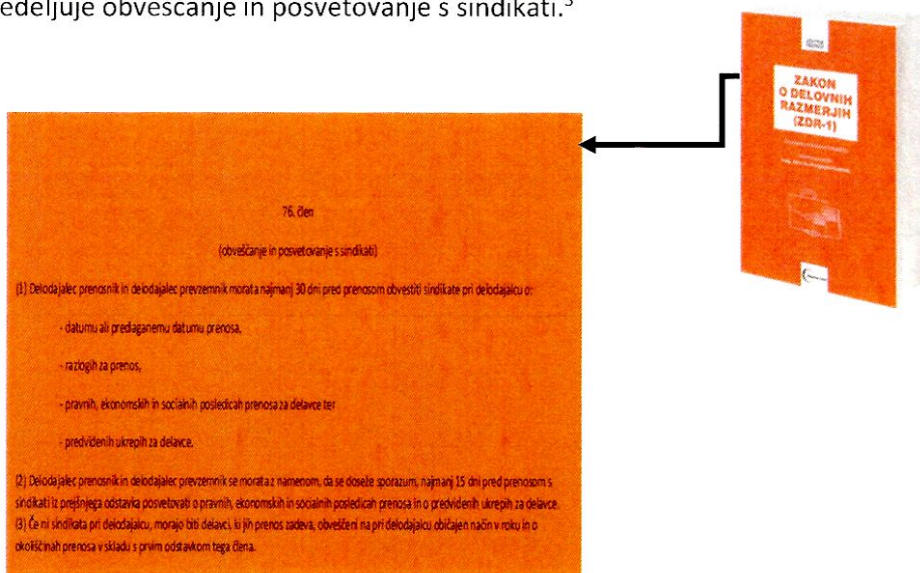 edeljuje obveščanje in posvetovanje s sindikati.⁵
ZAKON
O DELOVNIH
RAZMERJIH
(ZDR-1)
76. člen
(obveščanje in posvetovanje s sindikati)
(1) Delodajalec prenosnik in delodajalec prevzemnik morata najmanj 30 dni pred prenosom obvestiti sindikate pri delodajalcu o:
- datumu ali predlaganemu datumu prenosa,
- razlogih za prenos,
- pravnih, ekonomskih in socialnih posledicah prenosa za delavce ter
- predvidenih ukrepih za delavce.
(2) Delodajalec prenosnik in delodajalec prevzemnik se morata z namenom, da se doseže sporazum, najmanj 15 dni pred prenosom s
sindikati iz prejšnjega odstavka posvetovati o pravnih, ekonomskih in socialnih posledicah prenosa in o predvidenih ukrepih za delavce.
(3) Če ni sindikata pri delodajalcu, morajo biti delavci, ki jih prenos zadeva, obveščeni na pri delodajalcu običajen način v roku in o
okoliščinah prenosa v skladu s prvim odstavkom tega člena.